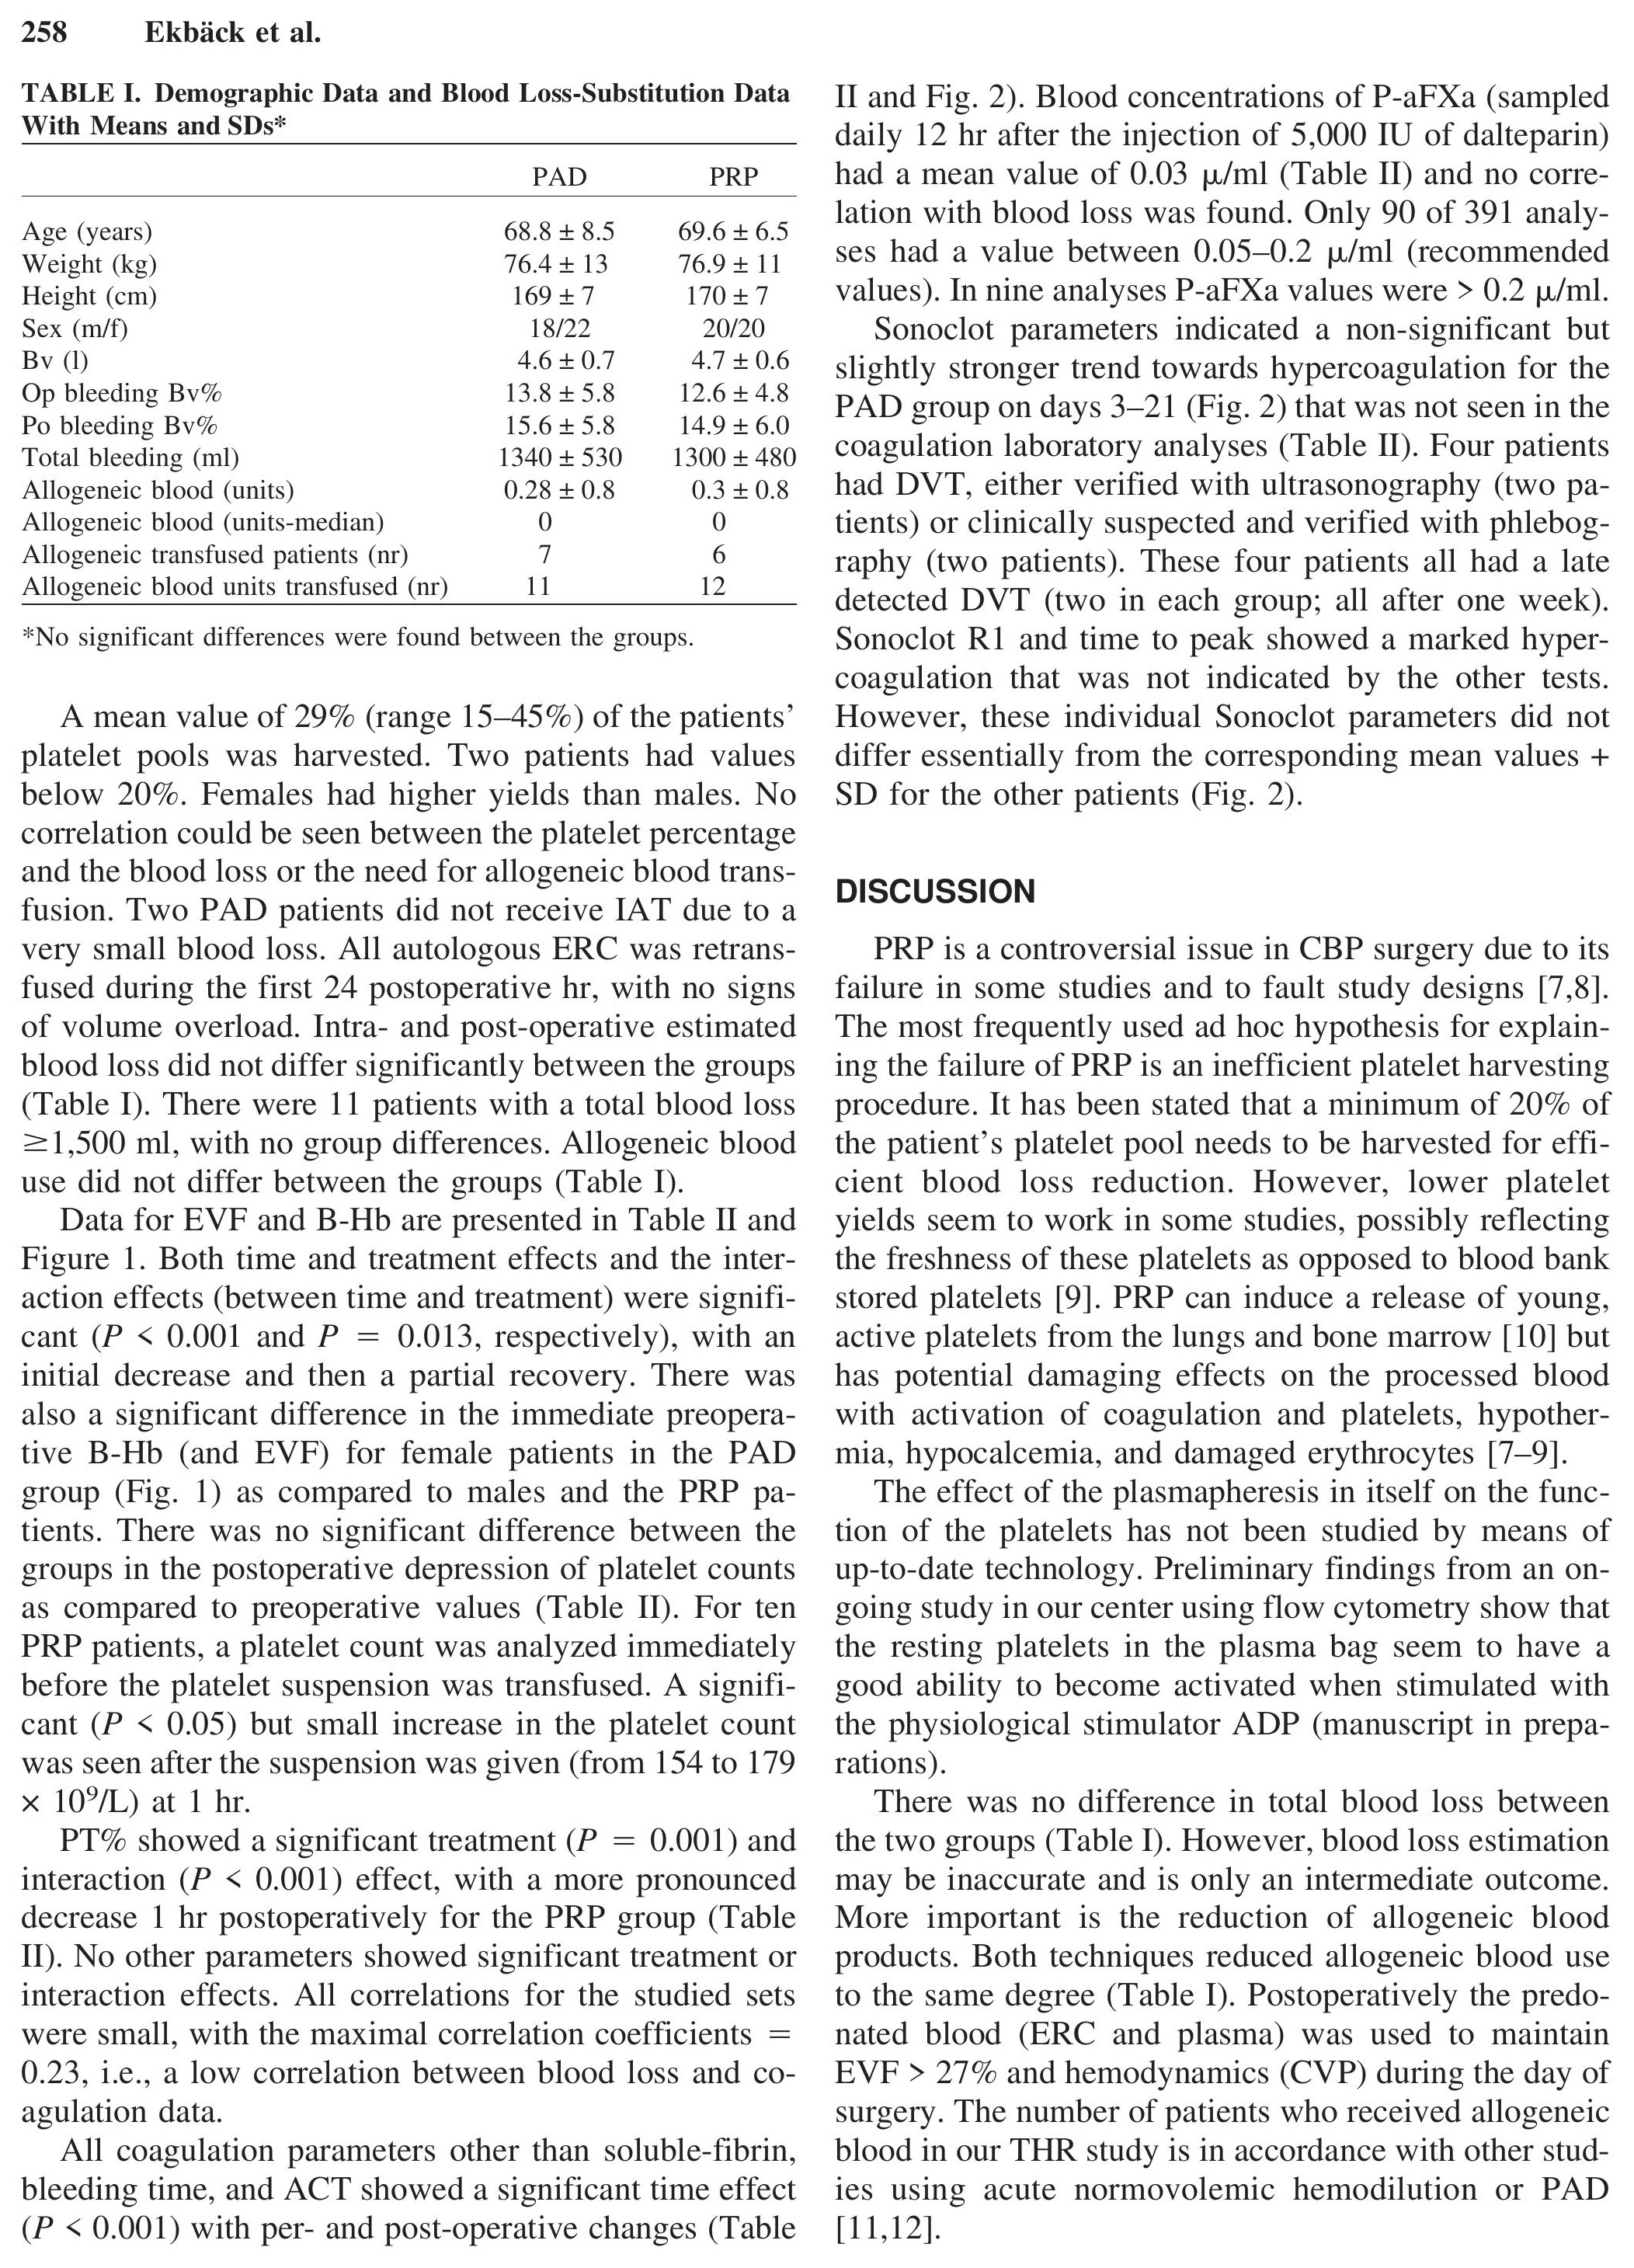 258 Ekbäck et al.
TABLE I. Demographic Data and Blood Loss-Substitution Data
With Means and SDs*
PAD PRP
Age (years) 68.8 ± 8.5 69.6 ± 6.5
Weight (kg) 76.4 ± 13 76.9 ± 11
Height (cm) 169 ± 7 170 ± 7
Sex (m/f) 18/22 20/20
Bv (l) 4.6 ± 0.7 4.7 ± 0.6
Op bleeding Bv% 13.8 ± 5.8 12.6 ± 4.8
Po bleeding Bv% 15.6 ± 5.8 14.9 ± 6.0
Total bleeding (ml) 1340 ± 530 1300 ± 480
Allogeneic blood (units) 0.28 ± 0.8 0.3 ± 0.8
Allogeneic blood (units-median) 0 0
Allogeneic transfused patients (nr) 7 6
Allogeneic blood units transfused (nr) 11 12
*No significant differences were found between the groups.
A mean value of 29% (range 15–45%) of the patients’
platelet pools was harvested. Two patients had values
below 20%. Females had higher yields than males. No
correlation could be seen between the platelet percentage
and the blood loss or the need for allogeneic blood trans-
fusion. Two PAD patients did not receive IAT due to a
very small blood loss. All autologous ERC was retrans-
fused during the first 24 postoperative hr, with no signs
of volume overload. Intra- and post-operative estimated
blood loss did not differ significantly between the groups
(Table I). There were 11 patients with a total blood loss
≥1,500 ml, with no group differences. Allogeneic blood
use did not differ between the groups (Table I).
Data for EVF and B-Hb are presented in Table II and
Figure 1. Both time and treatment effects and the inter-
action effects (between time and treatment) were signifi-
cant (P < 0.001 and P = 0.013, respectively), with an
initial decrease and then a partial recovery. There was
also a significant difference in the immediate preopera-
tive B-Hb (and EVF) for female patients in the PAD
group (Fig. 1) as compared to males and the PRP pa-
tients. There was no significant difference between the
groups in the postoperative depression of platelet counts
as compared to preoperative values (Table II). For ten
PRP patients, a platelet count was analyzed immediately
before the platelet suspension was transfused. A signifi-
cant (P < 0.05) but small increase in the platelet count
was seen after the suspension was given (from 154 to 179
× 10⁹/L) at 1 hr.
PT% showed a significant treatment (P = 0.001) and
interaction (P < 0.001) effect, with a more pronounced
decrease 1 hr postoperatively for the PRP group (Table
II). No other parameters showed significant treatment or
interaction effects. All correlations for the studied sets
were small, with the maximal correlation coefficients =
0.23, i.e., a low correlation between blood loss and co-
agulation data.
All coagulation parameters other than soluble-fibrin,
bleeding time, and ACT showed a significant time effect
(P < 0.001) with per- and post-operative changes (Table
II and Fig. 2). Blood concentrations of P-aFXa (sampled
daily 12 hr after the injection of 5,000 IU of dalteparin)
had a mean value of 0.03 μ/ml (Table II) and no corre-
lation with blood loss was found. Only 90 of 391 analy-
ses had a value between 0.05–0.2 μ/ml (recommended
values). In nine analyses P-aFXa values were > 0.2 μ/ml.
Sonoclot parameters indicated a non-significant but
slightly stronger trend towards hypercoagulation for the
PAD group on days 3–21 (Fig. 2) that was not seen in the
coagulation laboratory analyses (Table II). Four patients
had DVT, either verified with ultrasonography (two pa-
tients) or clinically suspected and verified with phlebog-
raphy (two patients). These four patients all had a late
detected DVT (two in each group; all after one week).
Sonoclot R1 and time to peak showed a marked hyper-
coagulation that was not indicated by the other tests.
However, these individual Sonoclot parameters did not
differ essentially from the corresponding mean values +
SD for the other patients (Fig. 2).
DISCUSSION
PRP is a controversial issue in CBP surgery due to its
failure in some studies and to fault study designs [7,8].
The most frequently used ad hoc hypothesis for explain-
ing the failure of PRP is an inefficient platelet harvesting
procedure. It has been stated that a minimum of 20% of
the patient’s platelet pool needs to be harvested for effi-
cient blood loss reduction. However, lower platelet
yields seem to work in some studies, possibly reflecting
the freshness of these platelets as opposed to blood bank
stored platelets [9]. PRP can induce a release of young,
active platelets from the lungs and bone marrow [10] but
has potential damaging effects on the processed blood
with activation of coagulation and platelets, hypother-
mia, hypocalcemia, and damaged erythrocytes [7–9].
The effect of the plasmapheresis in itself on the func-
tion of the platelets has not been studied by means of
up-to-date technology. Preliminary findings from an on-
going study in our center using flow cytometry show that
the resting platelets in the plasma bag seem to have a
good ability to become activated when stimulated with
the physiological stimulator ADP (manuscript in prepa-
rations).
There was no difference in total blood loss between
the two groups (Table I). However, blood loss estimation
may be inaccurate and is only an intermediate outcome.
More important is the reduction of allogeneic blood
products. Both techniques reduced allogeneic blood use
to the same degree (Table I). Postoperatively the predo-
nated blood (ERC and plasma) was used to maintain
EVF > 27% and hemodynamics (CVP) during the day of
surgery. The number of patients who received allogeneic
blood in our THR study is in accordance with other stud-
ies using acute normovolemic hemodilution or PAD
[11,12].